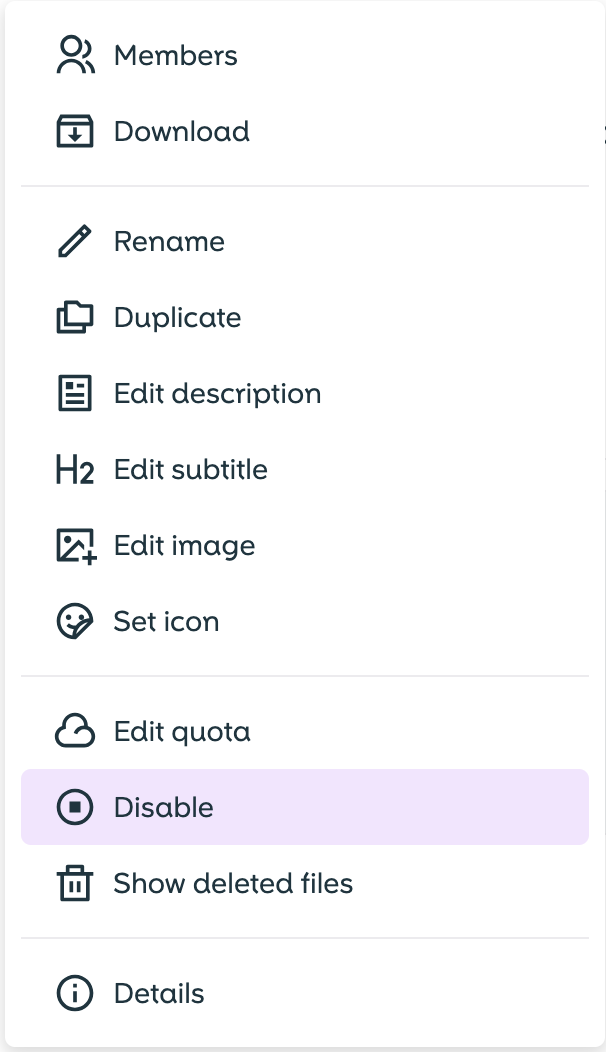 Members
Download
Rename
Duplicate
Edit description
H2 Edit subtitle
Edit image
Set icon
Edit quota
Disable
Show deleted files
Details